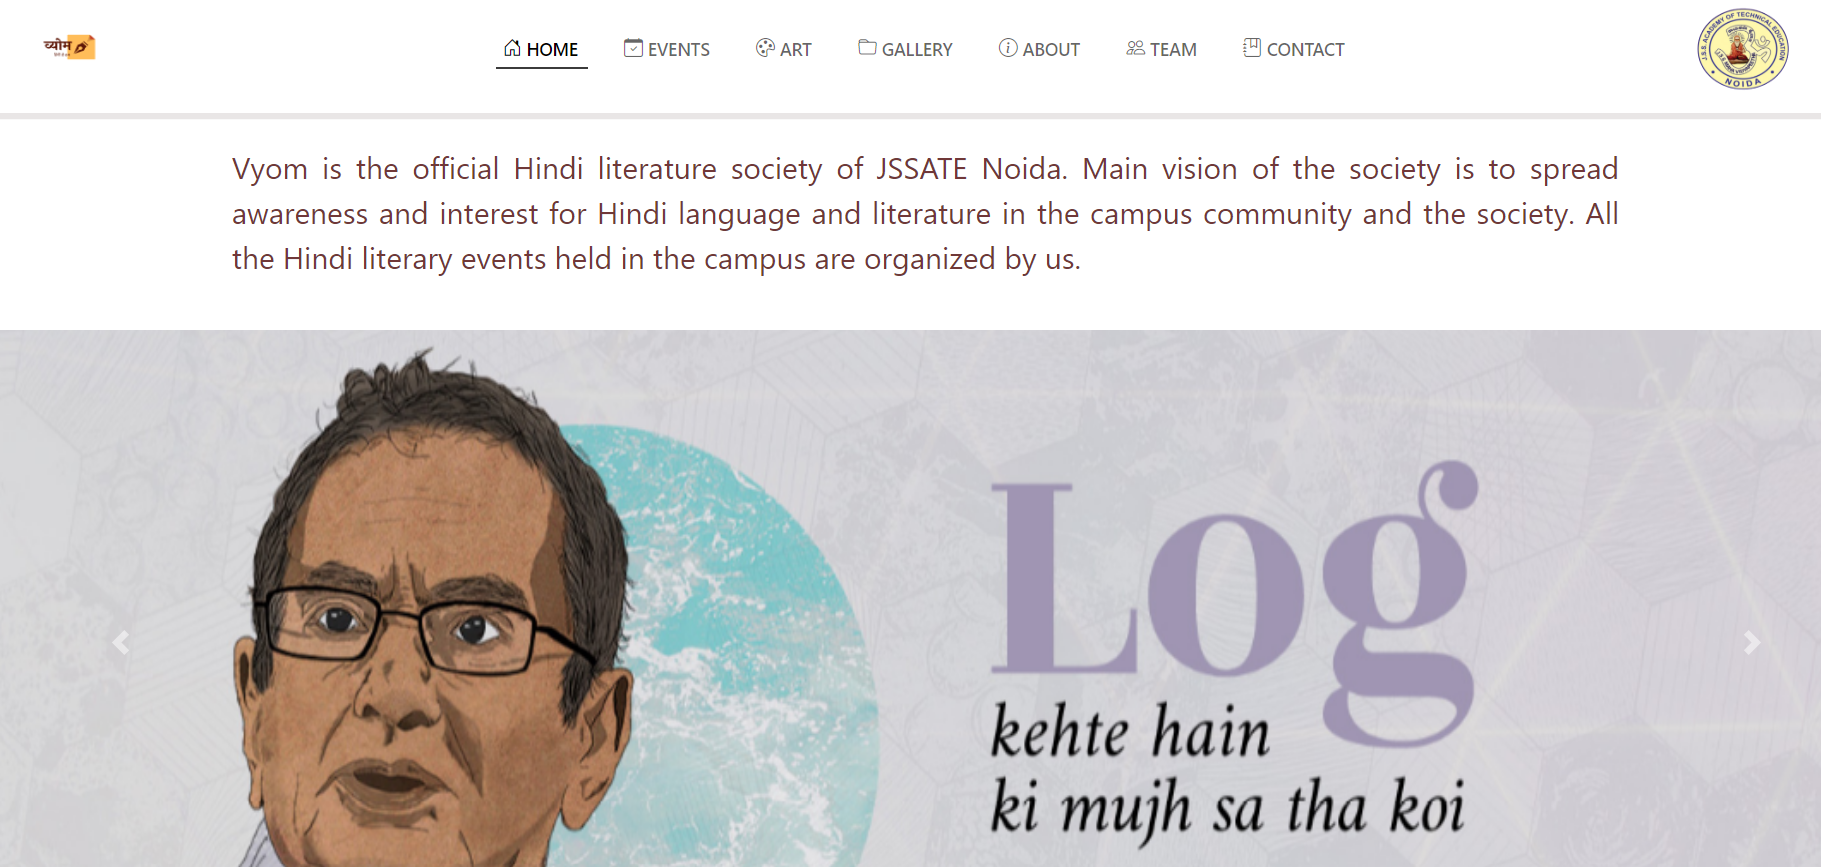 व्योम
HOME EVENTS ART GALLERY ABOUT TEAM CONTACT
J.S.S. ACADEMY OF TECHNICAL EDUCATION
NOIDA
Vyom is the official Hindi literature society of JSSATE Noida. Main vision of the society is to spread
awareness and interest for Hindi language and literature in the campus community and the society. All
the Hindi literary events held in the campus are organized by us.
Log
kehte hain
ki mujh sa tha koi